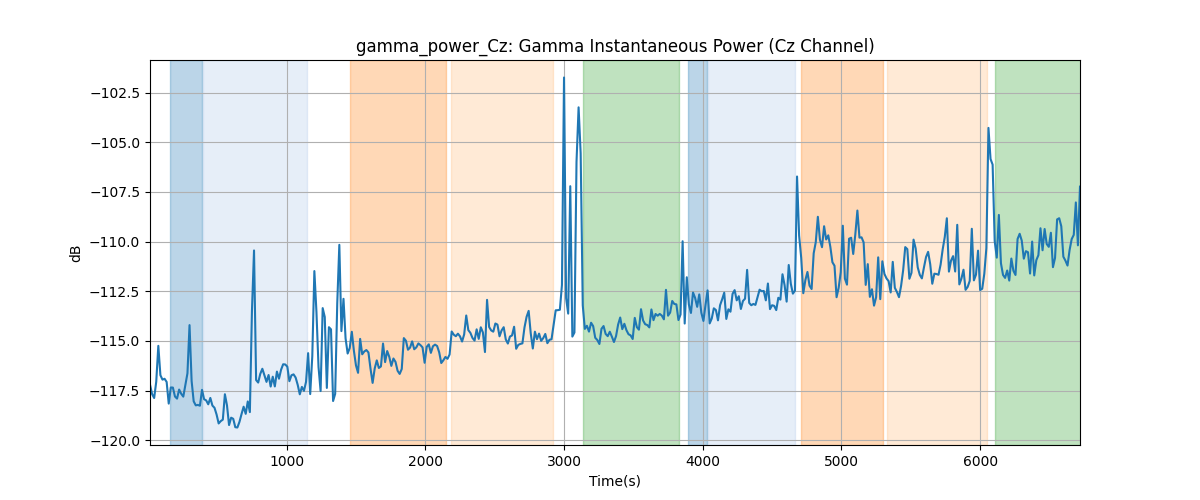 gamma_power_Cz: Gamma Instantaneous Power (Cz Channel)
−102.5
−105.0
−107.5
−110.0
−112.5
−115.0
−117.5
−120.0
dB
1000 2000 3000 4000 5000 6000
Time(s)